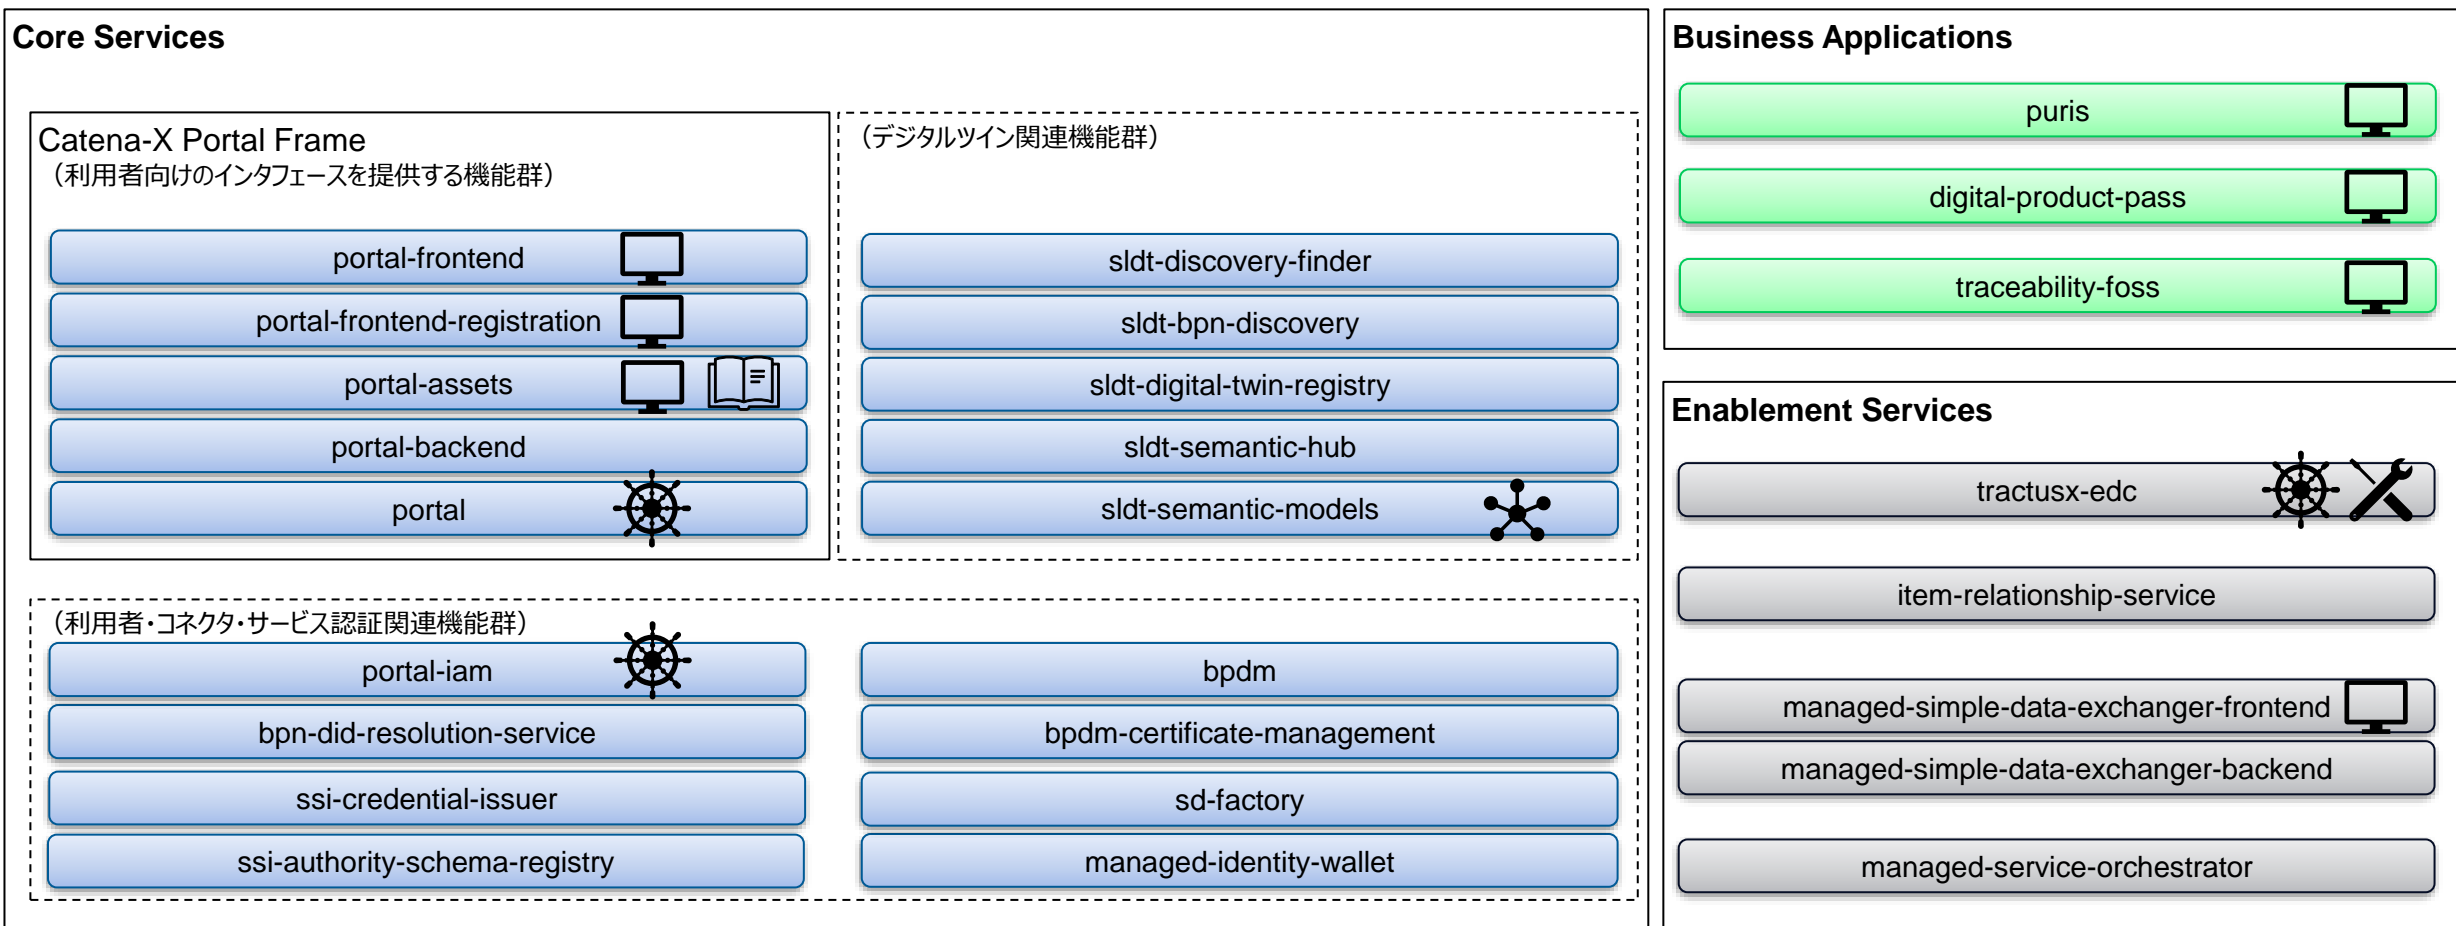 Core Services
Catena-X Portal Frame
（利用者向けのインタフェースを提供する機能群）
portal-frontend
portal-frontend-registration
portal-assets
portal-backend
portal
（デジタルツイン関連機能群）
sldt-discovery-finder
sldt-bpn-discovery
sldt-digital-twin-registry
sldt-semantic-hub
sldt-semantic-models
（利用者・コネクタ・サービス認証関連機能群）
portal-iam
bpn-did-resolution-service
ssi-credential-issuer
ssi-authority-schema-registry
bpdm
bpdm-certificate-management
sd-factory
managed-identity-wallet
Business Applications
puris
digital-product-pass
traceability-foss
Enablement Services
tractusx-edc
item-relationship-service
managed-simple-data-exchanger-frontend
managed-simple-data-exchanger-backend
managed-service-orchestrator